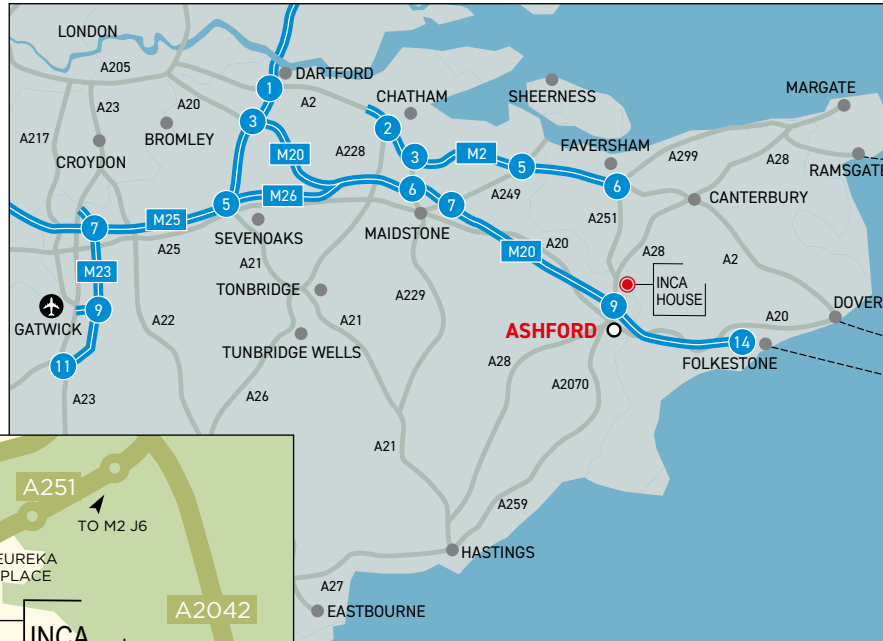 LONDON
A205
DARTFORD
1
A2
CHATHAM
SHEERNESS
MARGATE
A23
A20
3
2
A217
BROMLEY
CROYDON
M20
A228
3
M2
5
FAVERSHAM
A299
A28
RAMSGATE
6
M26
5
6
7
A249
CANTERBURY
M25
7
SEVENOAKS
MAIDSTONE
A251
A25
A21
A20
M20
A28
A2
M23
TONBRIDGE
A229
INCA
HOUSE
9
GATWICK
A22
A21
9
ASHFORD
A20
DOVER
TUNBRIDGE WELLS
14
FOLKESTONE
11
A28
A23
A26
A2070
A21
A251
TO M2 J6
A259
EUREKA
PLACE
HASTINGS
A27
A2042
EASTBOURNE
INCA